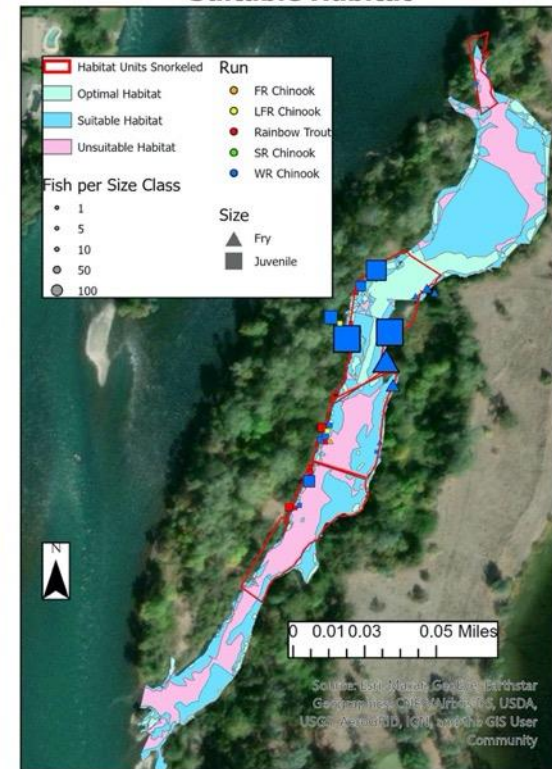 Suitable Habitat
Habitat Units Snorkeled
Optimal Habitat
Suitable Habitat
Unsuitable Habitat
Fish per Size Class
1
5
10
50
100
Run
FR Chinook
LFR Chinook
Rainbow Trout
SR Chinook
WR Chinook
Size
Fry
Juvenile
N
0 0.01 0.03 0.05 Miles
Source: Esri, Maxar, GeoEye, Earthstar
Geographics, CNES/Airbus DS, USDA,
USGS, AeroGRID, IGN, and the GIS User
Community